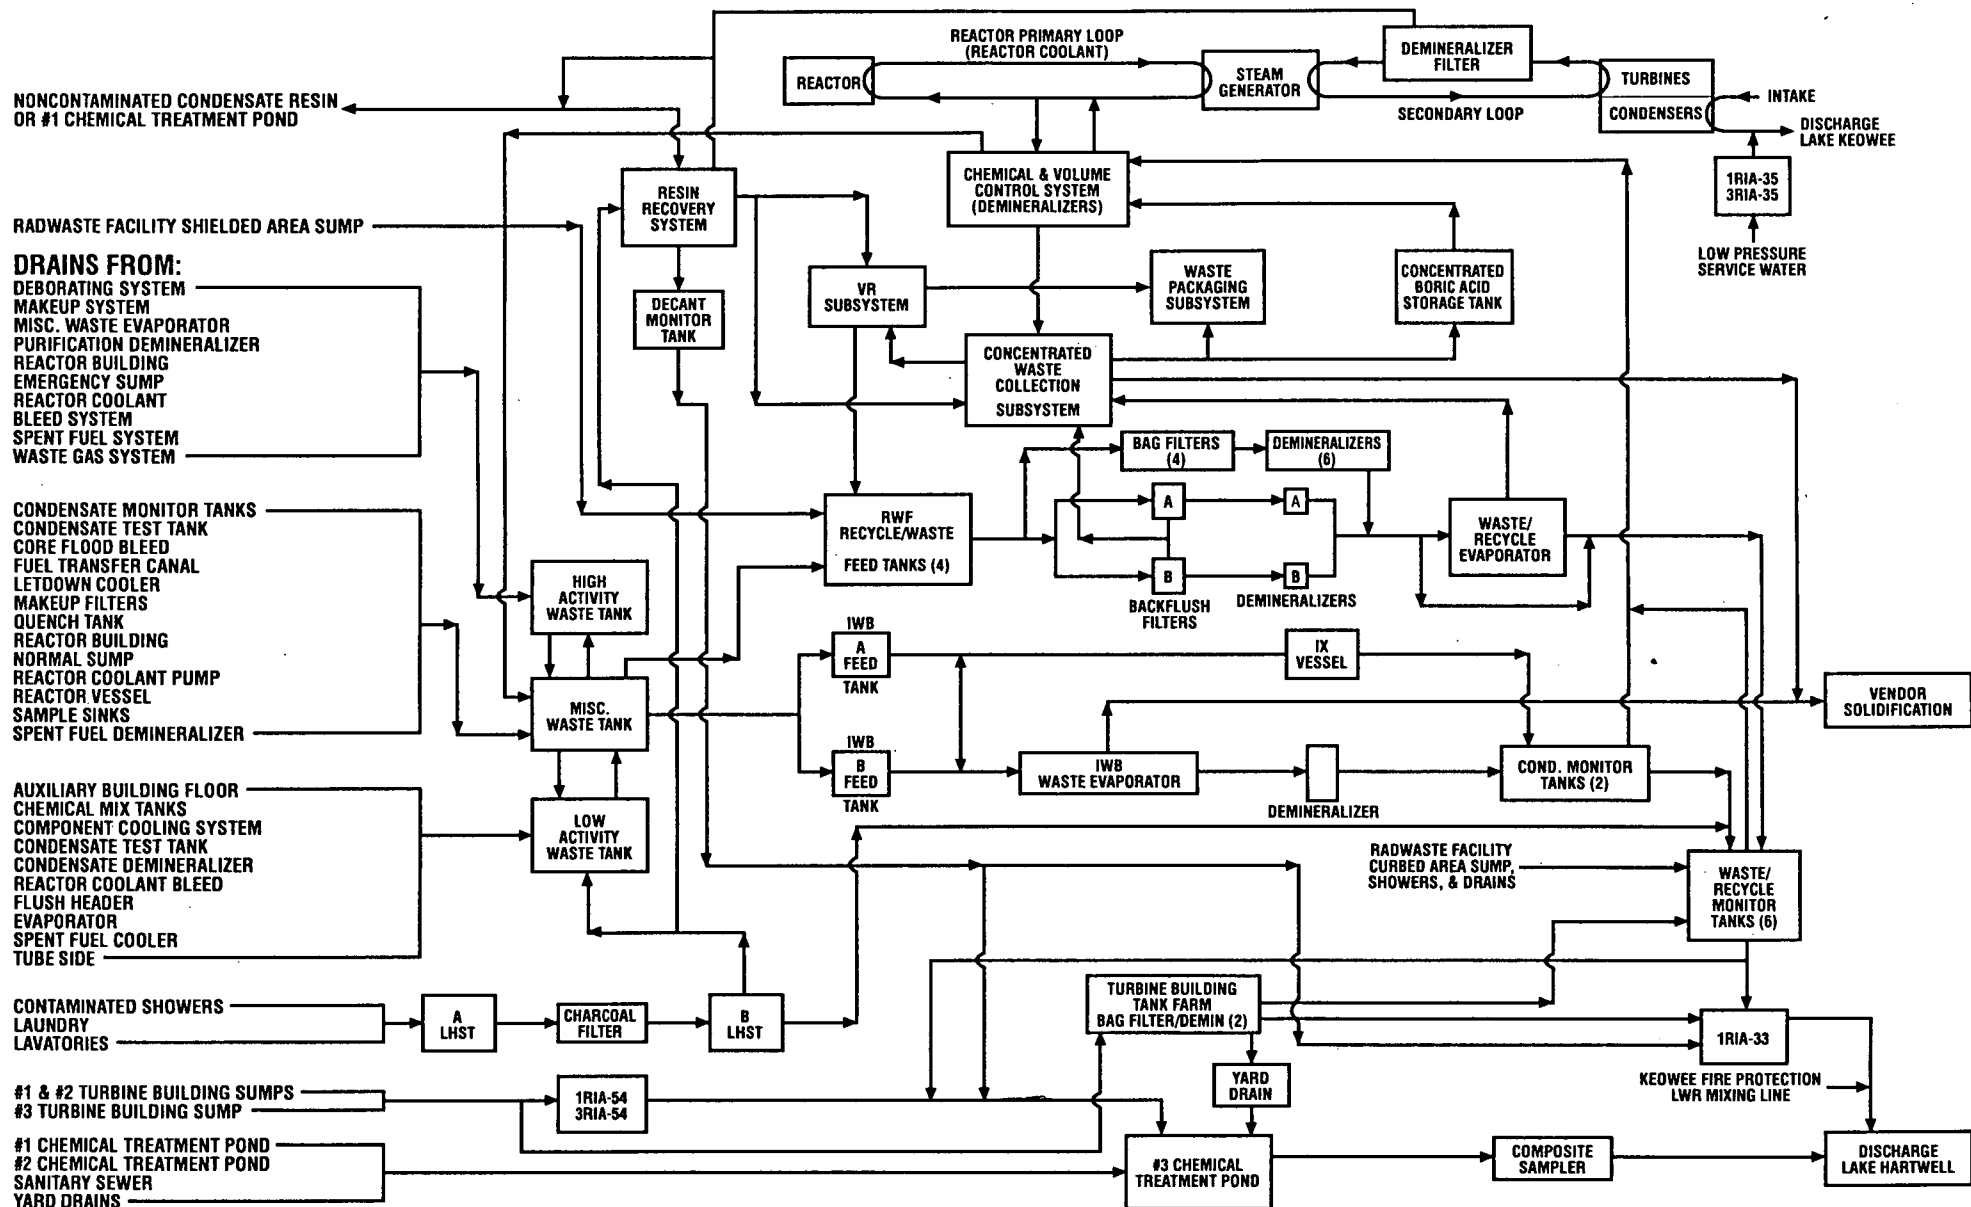 REACTOR PRIMARY LOOP
(REACTOR COOLANT)
REACTOR
STEAM
GENERATOR
DEMINERALIZER
FILTER
SECONDARY LOOP
TURBINES
CONDENSERS
INTAKE
DISCHARGE
LAKE KEOWEE
1RIA-35
3RIA-35
LOW PRESSURE
SERVICE WATER
NONCONTAMINATED CONDENSATE RESIN
OR #1 CHEMICAL TREATMENT POND
RESIN
RECOVERY
SYSTEM
CHEMICAL & VOLUME
CONTROL SYSTEM
(DEMINERALIZERS)
RADWASTE FACILITY SHIELDED AREA SUMP
DECANT
MONITOR
TANK
VR
SUBSYSTEM
WASTE
PACKAGING
SUBSYSTEM
CONCENTRATED
BORIC ACID
STORAGE TANK
CONCENTRATED
WASTE
COLLECTION
SUBSYSTEM
DRAINS FROM:
DEBORATING SYSTEM
MAKEUP SYSTEM
MISC. WASTE EVAPORATOR
PURIFICATION DEMINERALIZER
REACTOR BUILDING
EMERGENCY SUMP
REACTOR COOLANT
BLEED SYSTEM
SPENT FUEL SYSTEM
WASTE GAS SYSTEM
BAG FILTERS
(4)
DEMINERALIZERS
(6)
RWF
RECYCLE/WASTE
FEED TANKS (4)
A
A
B
B
BACKFLUSH
FILTERS
DEMINERALIZERS
WASTE/
RECYCLE
EVAPORATOR
CONDENSATE MONITOR TANKS
CONDENSATE TEST TANK
CORE FLOOD BLEED
FUEL TRANSFER CANAL
LETDOWN COOLER
MAKEUP FILTERS
QUENCH TANK
REACTOR BUILDING
NORMAL SUMP
REACTOR COOLANT PUMP
REACTOR VESSEL
SAMPLE SINKS
SPENT FUEL DEMINERALIZER
HIGH
ACTIVITY
WASTE TANK
MISC.
WASTE TANK
LOW
ACTIVITY
WASTE TANK
IWB
A
FEED
TANK
IX
VESSEL
IWB
B
FEED
TANK
IWB
WASTE EVAPORATOR
DEMINERALIZER
COND. MONITOR
TANKS (2)
VENDOR
SOLIDIFICATION
AUXILIARY BUILDING FLOOR
CHEMICAL MIX TANKS
COMPONENT COOLING SYSTEM
CONDENSATE TEST TANK
CONDENSATE DEMINERALIZER
REACTOR COOLANT BLEED
FLUSH HEADER
EVAPORATOR
SPENT FUEL COOLER
TUBE SIDE
RADWASTE FACILITY
CURBED AREA SUMP,
SHOWERS, & DRAINS
WASTE/
RECYCLE
MONITOR
TANKS (6)
CONTAMINATED SHOWERS
LAUNDRY
LAVATORIES
A
LHST
CHARCOAL
FILTER
B
LHST
TURBINE BUILDING
TANK FARM
BAG FILTER/DEMIN (2)
1RIA-33
YARD
DRAIN
KEOWEE FIRE PROTECTION
LWR MIXING LINE
#1 & #2 TURBINE BUILDING SUMPS
#3 TURBINE BUILDING SUMP
1RIA-54
3RIA-54
#1 CHEMICAL TREATMENT POND
#2 CHEMICAL TREATMENT POND
SANITARY SEWER
YARD DRAINS
#3 CHEMICAL
TREATMENT POND
COMPOSITE
SAMPLER
DISCHARGE
LAKE HARTWELL